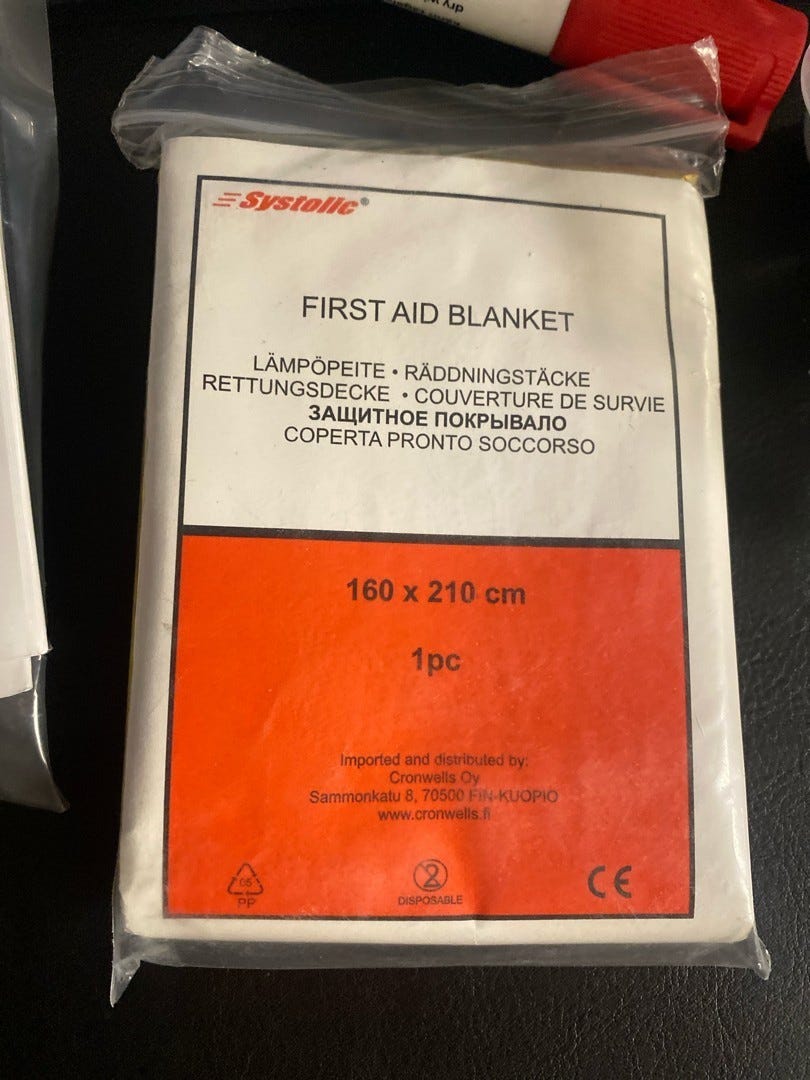 Systolic®
FIRST AID BLANKET
LÄMPÖPEITE • RÄDDNINGSTÄCKE
RETTUNGSDECKE • COUVERTURE DE SURVIE
ЗАЩИТНОЕ ПОКРЫВАЛО
COPERTA PRONTO SOCCORSO
160 x 210 cm
1pc
Imported and distributed by:
Cronwells Oy
Sammonkatu 8, 70500 FIN-KUOPIO
www.cronwells.fi
05
PP
2
DISPOSABLE
CE